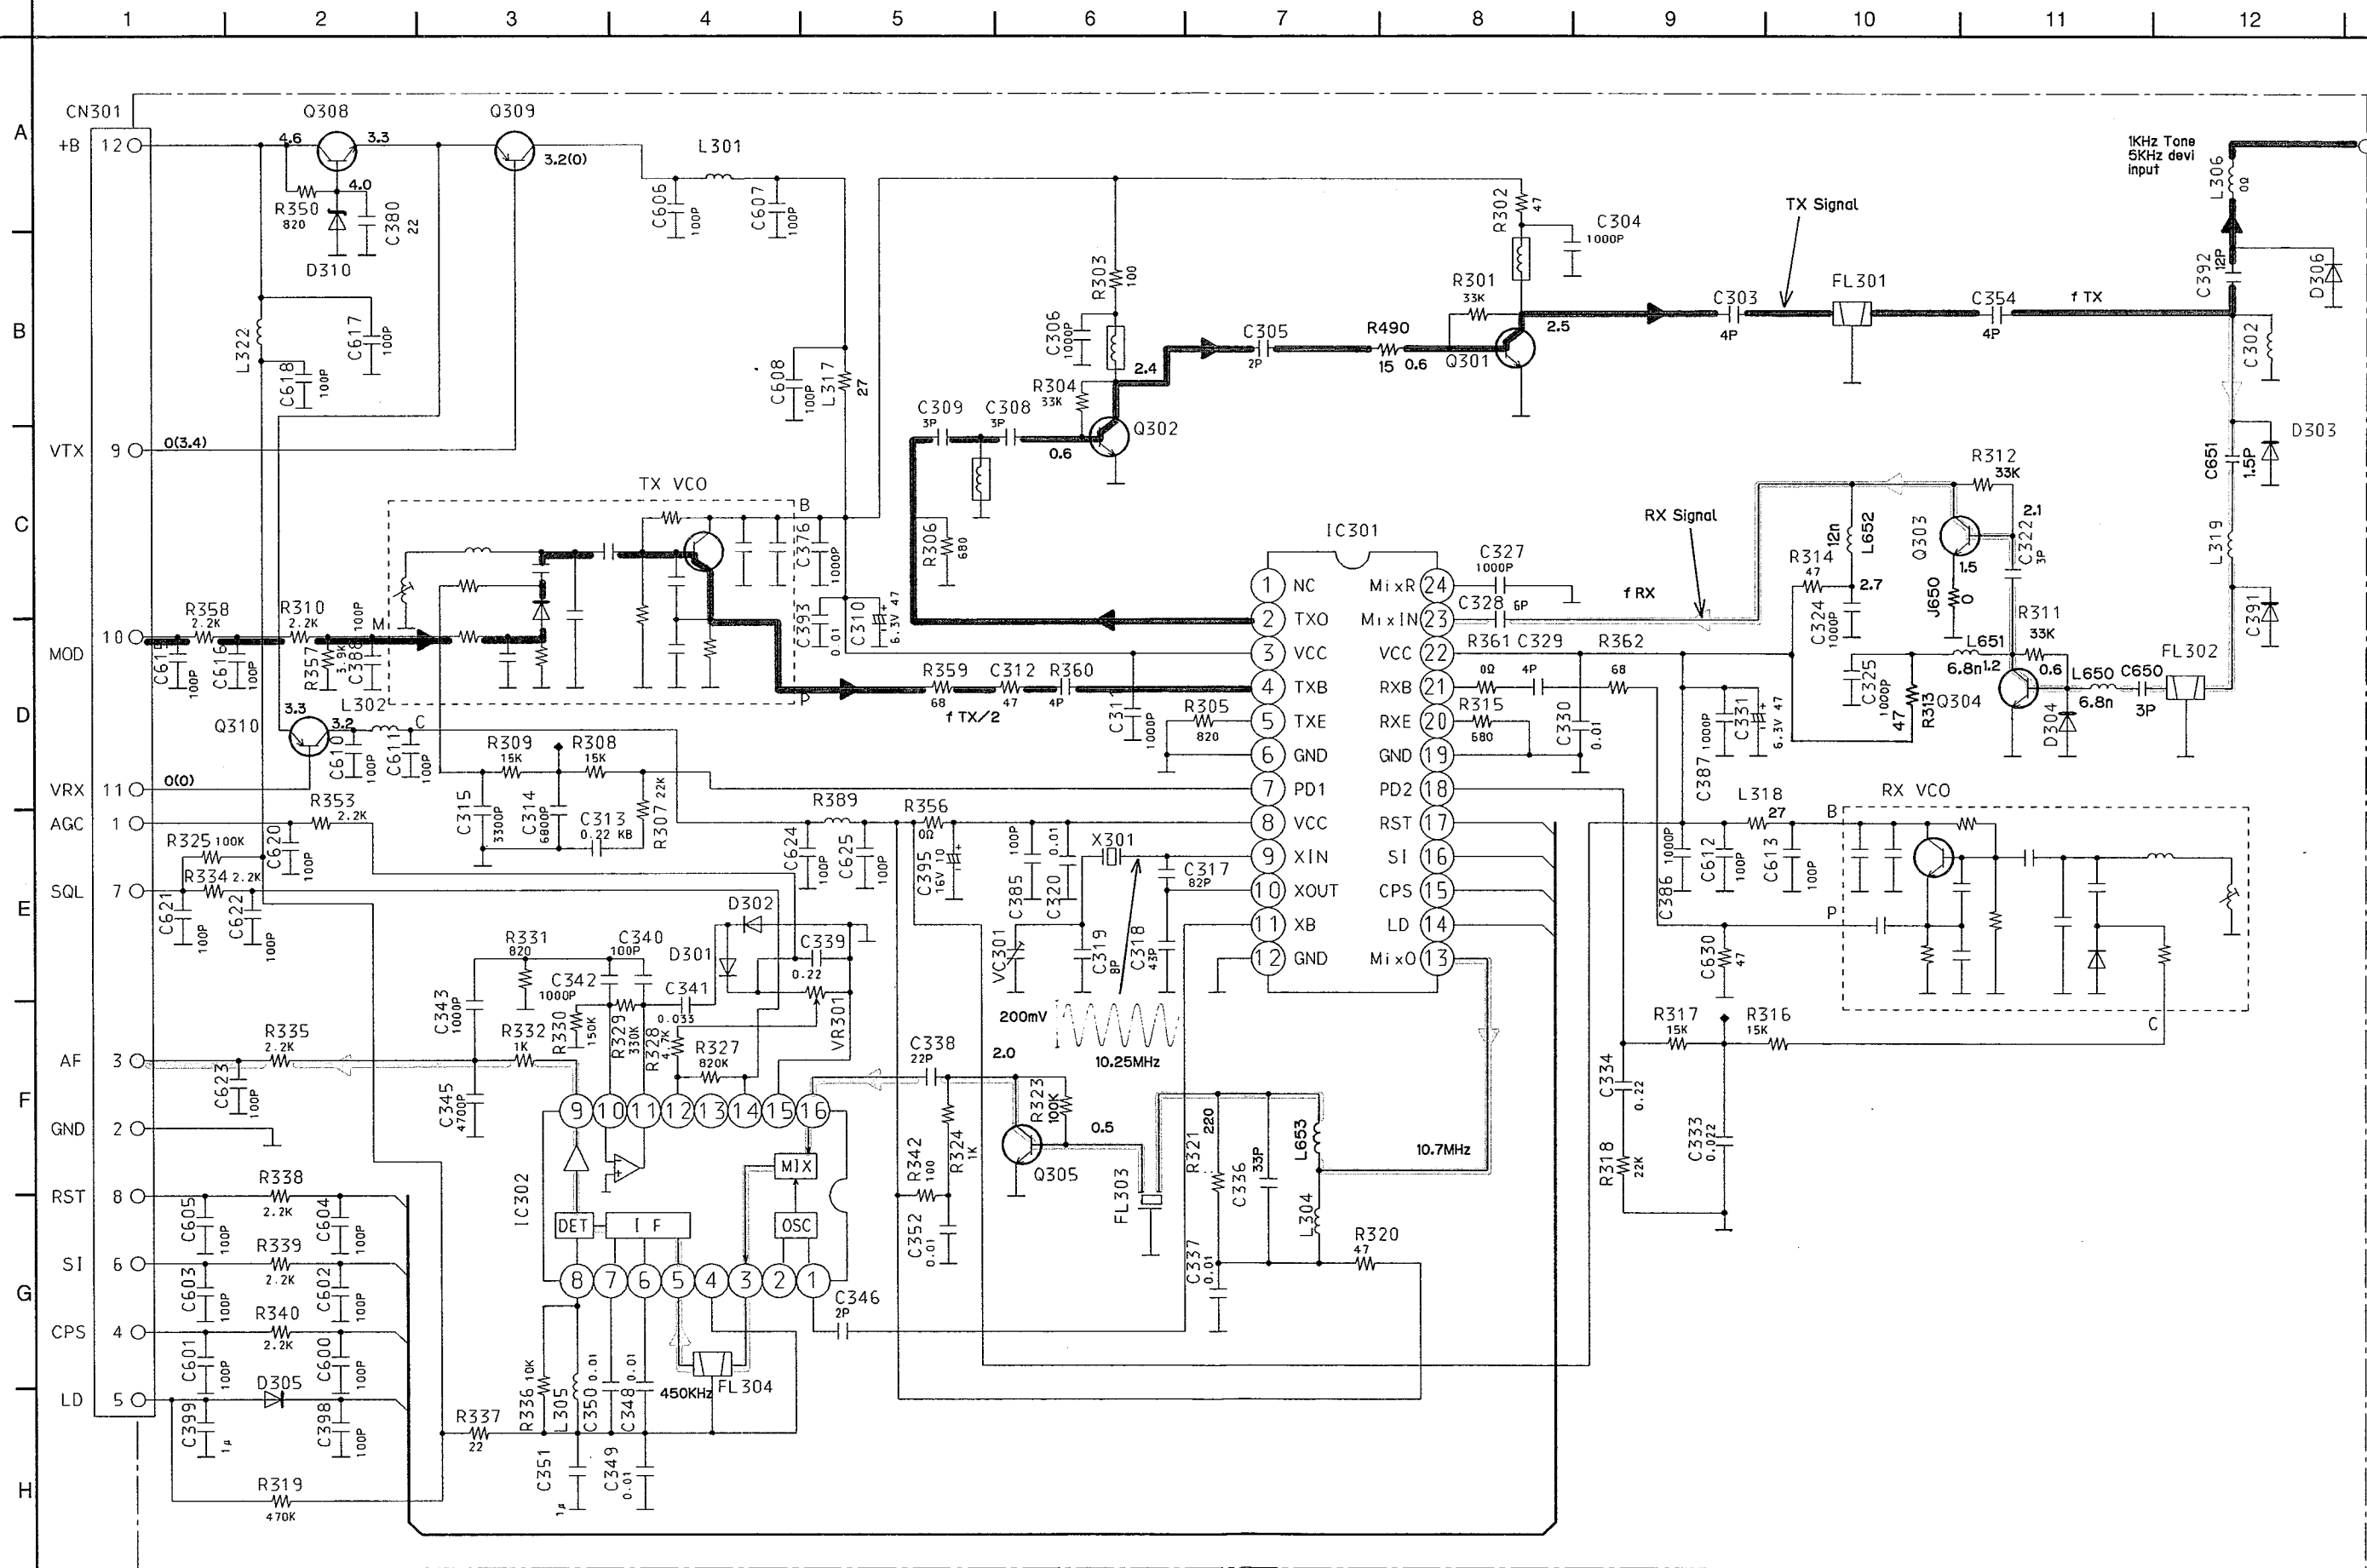 1 2 3 4 5 6 7 8 9 10 11 12
A
B
C
D
E
F
G
H
CN301
+B 12
VTX 9 0(3.4)
MOD 10
VRX 11 0(0)
AGC 1
SQL 7
AF 3
GND 2
RST 8
SI 6
CPS 4
LD 5
Q308
4.6
3.3
4.0
R350
820
C380
22
D310
Q309
3.2(0)
L301
C606
100P
C607
100P
L322
C617
100P
C618
100P
C608
100P
L317
27
R303
100
C306
1000P
R304
33K
2.4
C309
3P
C308
3P
Q302
0.6
C305
2P
R490
15
0.6
R302
47
C304
1000P
R301
33K
Q301
2.5
C303
4P
TX Signal
FL301
C354
4P
f TX
1KHz Tone
5KHz devi
input
L306
0Ω
C392
12P
D306
C302
D303
C651
1.5P
L319
C391
TX VCO
B
M
P
C
C376
1000P
C393
0.01
C310
6.3V 47
R306
680
R358
2.2K
R310
2.2K
C616
100P
100P
R357
3.9K
C388
100P
R359
68
C312
47
R360
4P
f TX/2
C311
1000P
R305
820
IC301
1 NC
2 TXO
3 VCC
4 TXB
5 TXE
6 GND
7 PD1
8 VCC
9 XIN
10 XOUT
11 XB
12 GND
MixR 24
MixIN 23
VCC 22
RXB 21
RXE 20
GND 19
PD2 18
RST 17
SI 16
CPS 15
LD 14
MixO 13
C327
1000P
C328
6P
R361
0Ω
C329
4P
R362
68
R315
680
C330
0.01
RX Signal
f RX
R312
33K
2.1
Q303
1.5
C322
3P
12n
L652
R314
47
2.7
C324
1000P
J650
0
R311
33K
L651
6.8n
1.2
0.6
L650
6.8n
C650
3P
FL302
Q304
D304
C325
1000P
47
R313
C331
6.3V 47
C387
1000P
Q310
3.3
3.2
L302
C610
100P
C611
100P
R309
15K
R308
15K
C315
3300P
C314
6800P
C313
0.22 KB
R307
22K
R353
2.2K
R325
100K
R334
2.2K
C620
100P
C621
100P
C622
100P
R389
C624
100P
C625
100P
R356
0Ω
C395
16V 10
C385
100P
C320
0.01
X301
C317
82P
VC301
C319
8P
C318
43P
200mV
10.25MHz
L318
27
RX VCO
B
P
C
C386
1000P
C612
100P
C613
100P
C630
47
R317
15K
R316
15K
C334
0.22
C333
0.022
R318
22K
D302
D301
C339
0.22
VR301
C340
100P
C342
1000P
C341
0.033
R331
820
C343
1000P
R332
1K
R330
150K
R329
330K
R328
4.7K
R327
820K
C345
4700P
R335
2.2K
C623
100P
C338
22P
2.0
R323
100K
0.5
Q305
R324
1K
R342
100
C352
0.01
FL303
R321
220
C336
33P
L653
L304
C337
0.01
R320
47
10.7MHz
IC302
9 10 11 12 13 14 15 16
MIX
DET
I F
OSC
8 7 6 5 4 3 2 1
C346
2P
FL304
450KHz
R338
2.2K
C605
100P
C604
100P
R339
2.2K
C603
100P
C602
100P
R340
2.2K
C601
100P
C600
100P
D305
C399
1μ
C398
100P
R319
470K
R337
22
R336
10K
L305
C350
0.01
C348
0.01
C351
1μ
C349
0.01